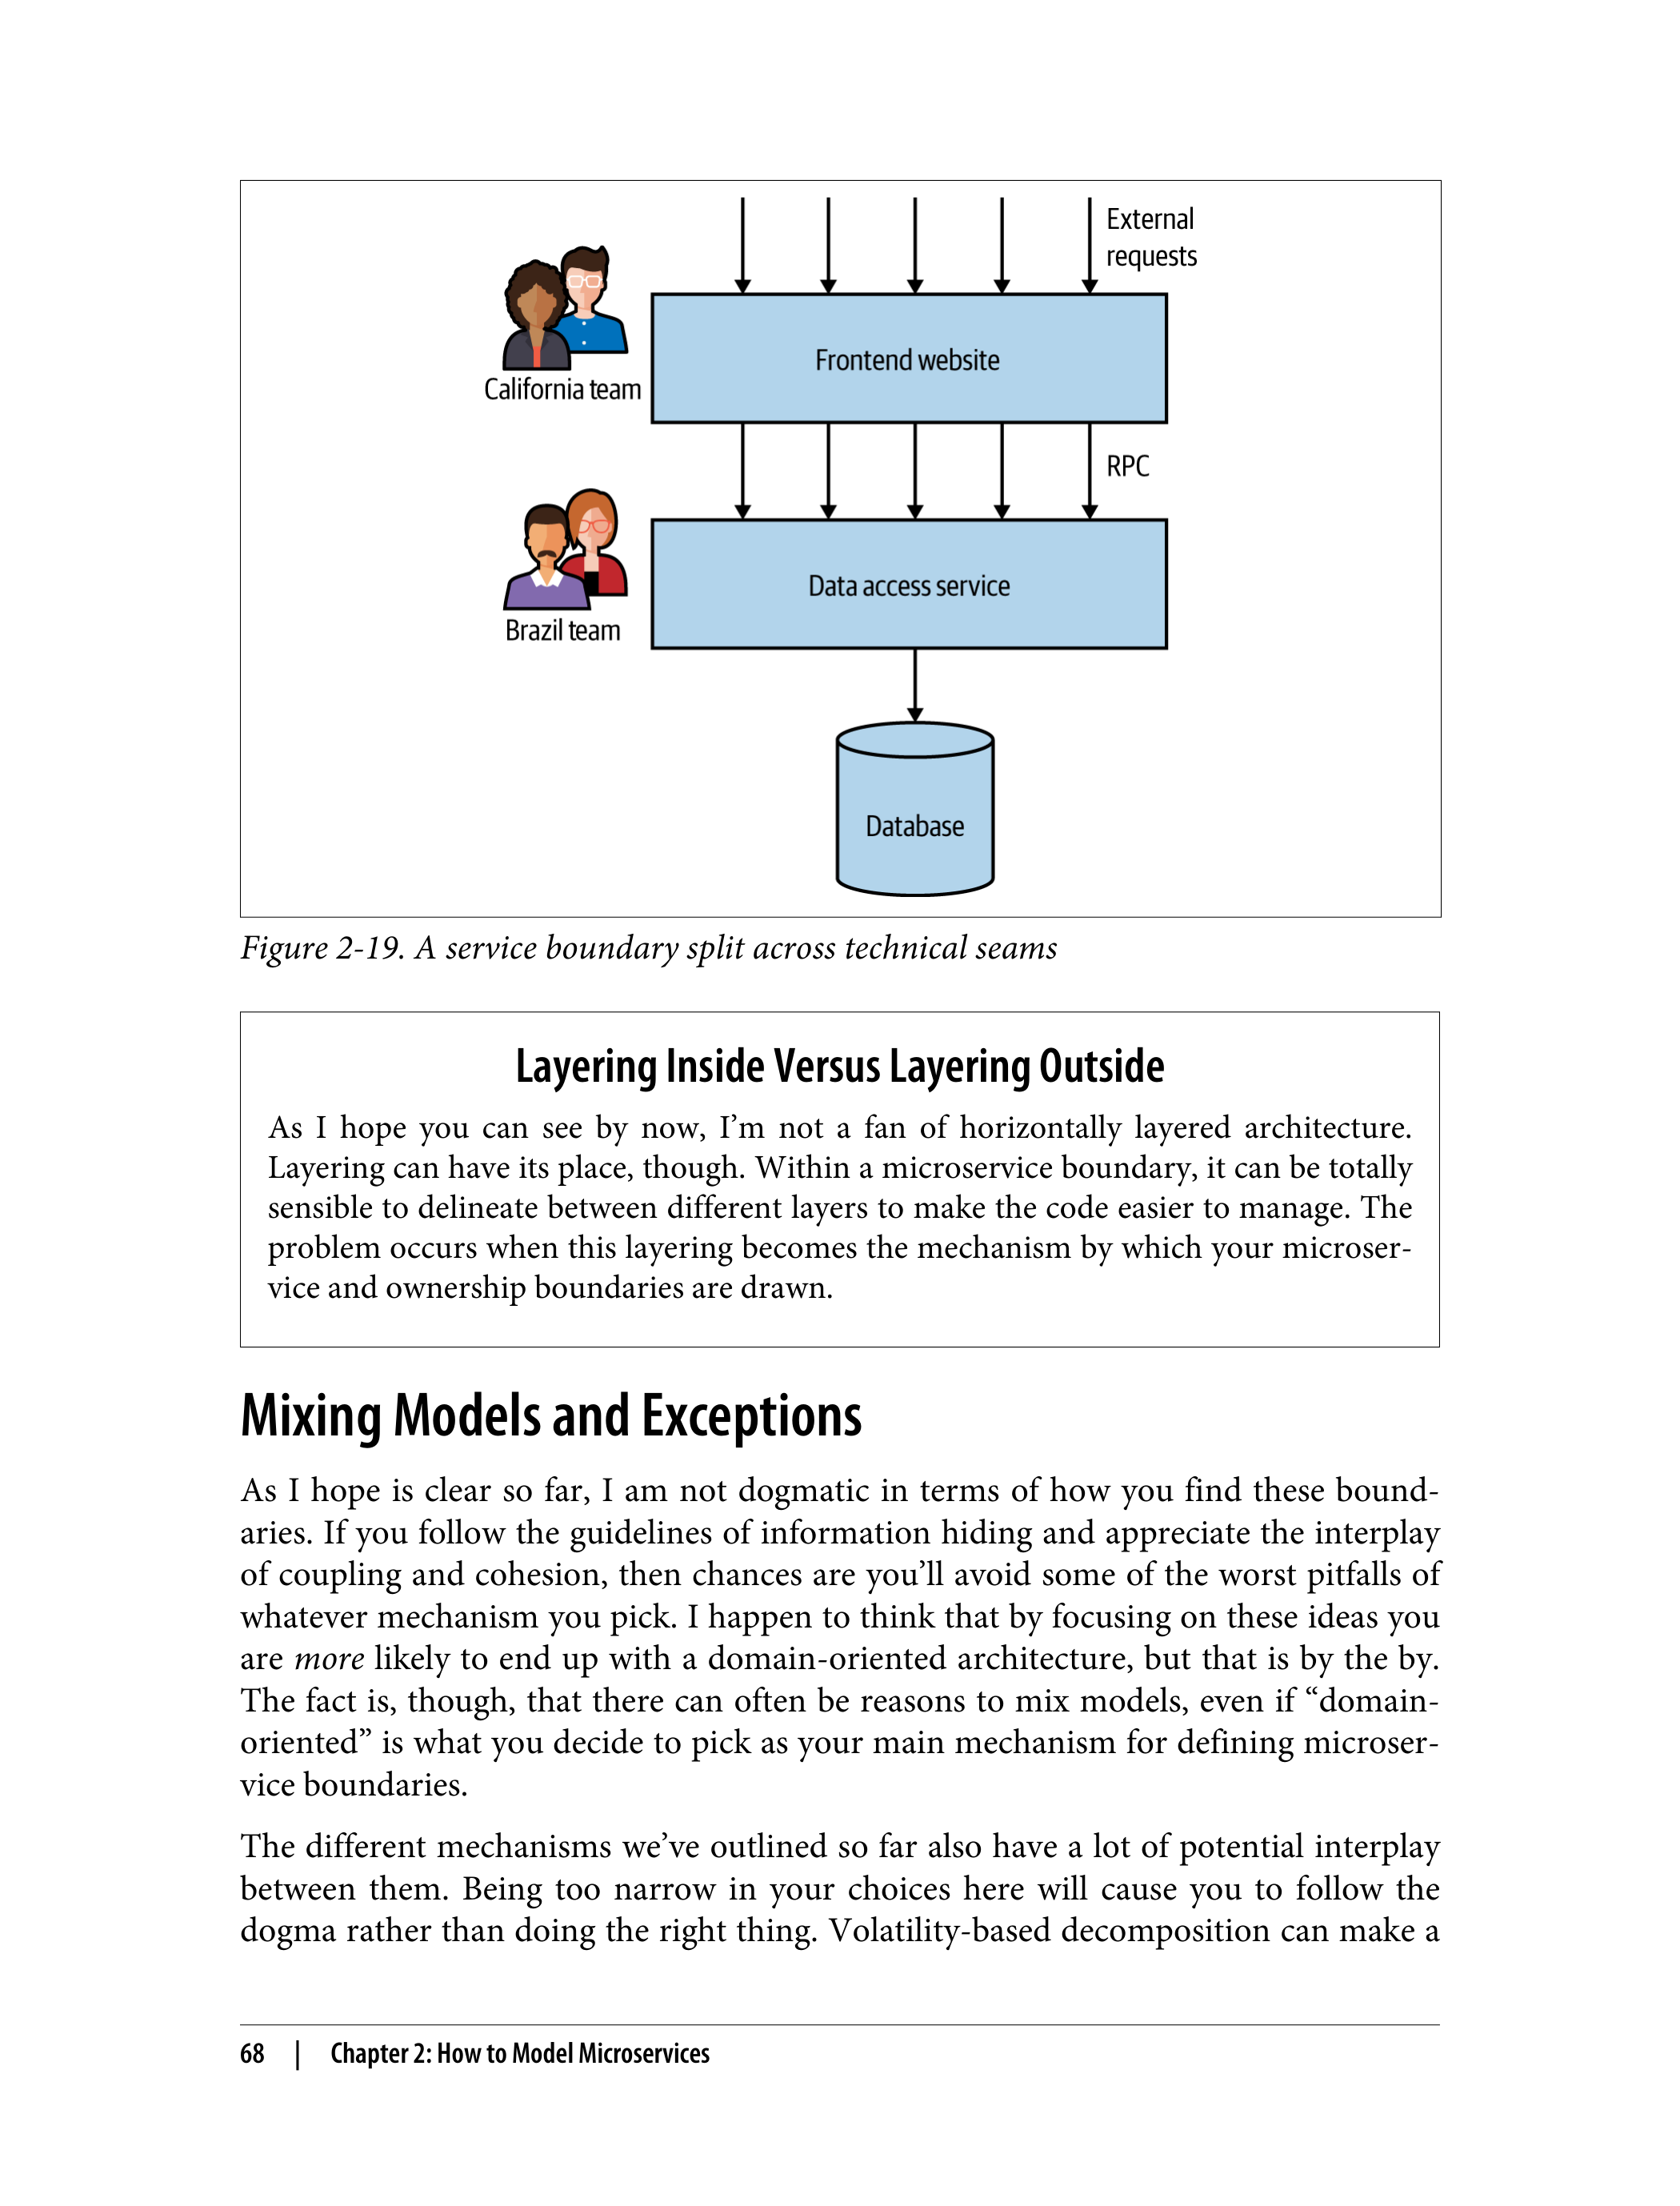 External
requests
Frontend website
California team
RPC
Data access service
Brazil team
Database
Figure 2-19. A service boundary split across technical seams
Layering Inside Versus Layering Outside
As I hope you can see by now, I’m not a fan of horizontally layered architecture.
Layering can have its place, though. Within a microservice boundary, it can be totally
sensible to delineate between different layers to make the code easier to manage. The
problem occurs when this layering becomes the mechanism by which your microser-
vice and ownership boundaries are drawn.
Mixing Models and Exceptions
As I hope is clear so far, I am not dogmatic in terms of how you find these bound-
aries. If you follow the guidelines of information hiding and appreciate the interplay
of coupling and cohesion, then chances are you’ll avoid some of the worst pitfalls of
whatever mechanism you pick. I happen to think that by focusing on these ideas you
are more likely to end up with a domain-oriented architecture, but that is by the by.
The fact is, though, that there can often be reasons to mix models, even if “domain-
oriented” is what you decide to pick as your main mechanism for defining microser-
vice boundaries.
The different mechanisms we’ve outlined so far also have a lot of potential interplay
between them. Being too narrow in your choices here will cause you to follow the
dogma rather than doing the right thing. Volatility-based decomposition can make a
68 | Chapter 2: How to Model Microservices